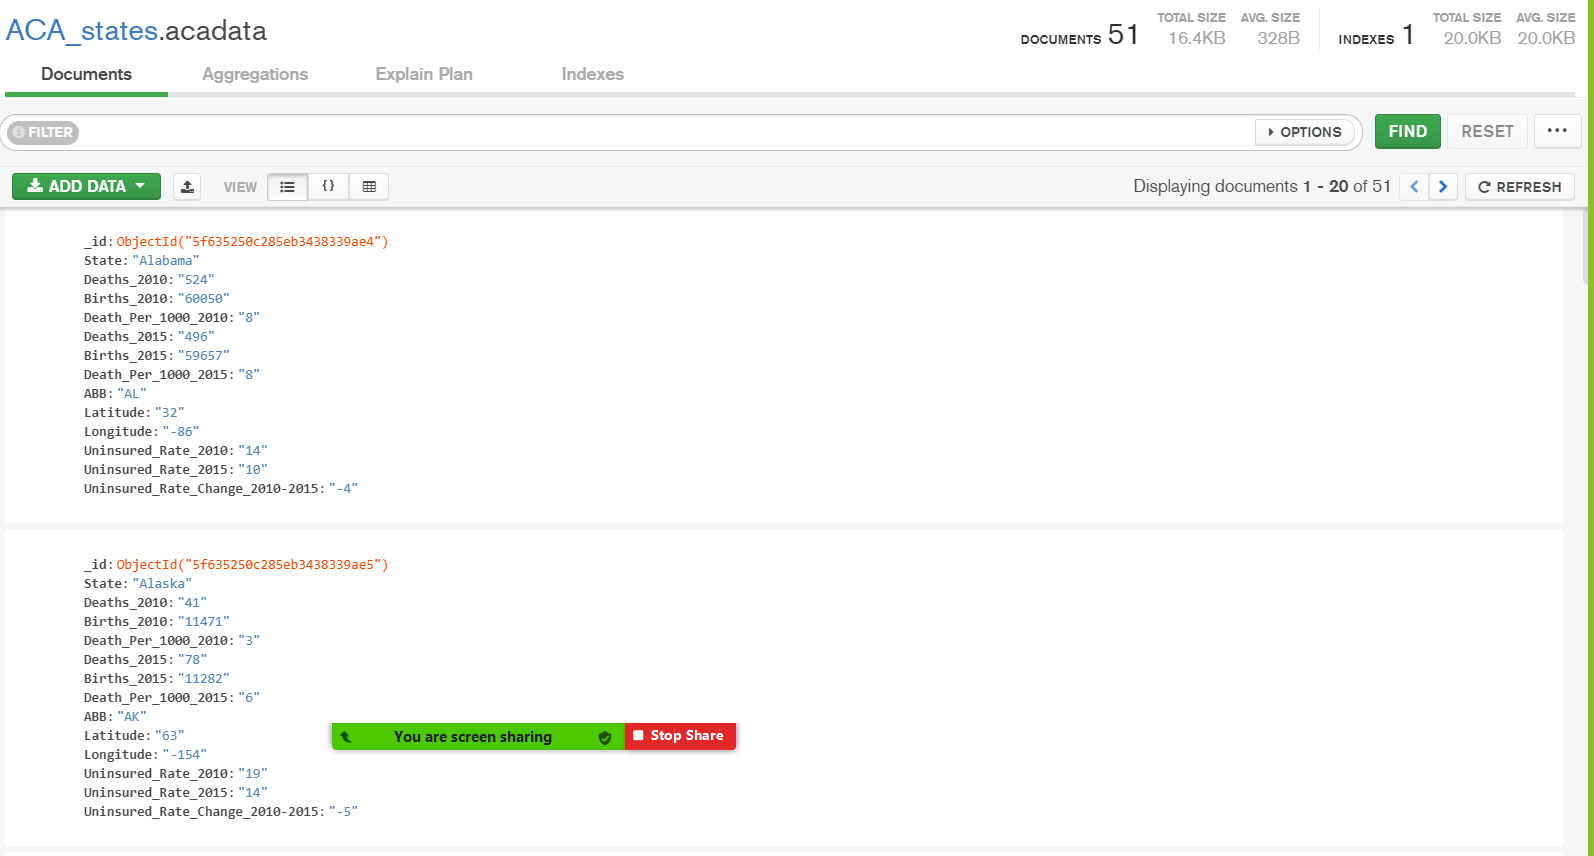 ACA_states.acadata
DOCUMENTS 51 TOTAL SIZE 16.4KB AVG. SIZE 328B INDEXES 1 TOTAL SIZE 20.0KB AVG. SIZE 20.0KB
Documents Aggregations Explain Plan Indexes
FILTER OPTIONS FIND RESET ...
ADD DATA VIEW {} Displaying documents 1 - 20 of 51 < > REFRESH
_id: ObjectId("5f635250c285eb3438339ae4")
State: "Alabama"
Deaths_2010: "524"
Births_2010: "60050"
Death_Per_1000_2010: "8"
Deaths_2015: "496"
Births_2015: "59657"
Death_Per_1000_2015: "8"
ABB: "AL"
Latitude: "32"
Longitude: "-86"
Uninsured_Rate_2010: "14"
Uninsured_Rate_2015: "10"
Uninsured_Rate_Change_2010-2015: "-4"
_id: ObjectId("5f635250c285eb3438339ae5")
State: "Alaska"
Deaths_2010: "41"
Births_2010: "11471"
Death_Per_1000_2010: "3"
Deaths_2015: "78"
Births_2015: "11282"
Death_Per_1000_2015: "6"
ABB: "AK"
Latitude: "63"
You are screen sharing Stop Share
Longitude: "-154"
Uninsured_Rate_2010: "19"
Uninsured_Rate_2015: "14"
Uninsured_Rate_Change_2010-2015: "-5"